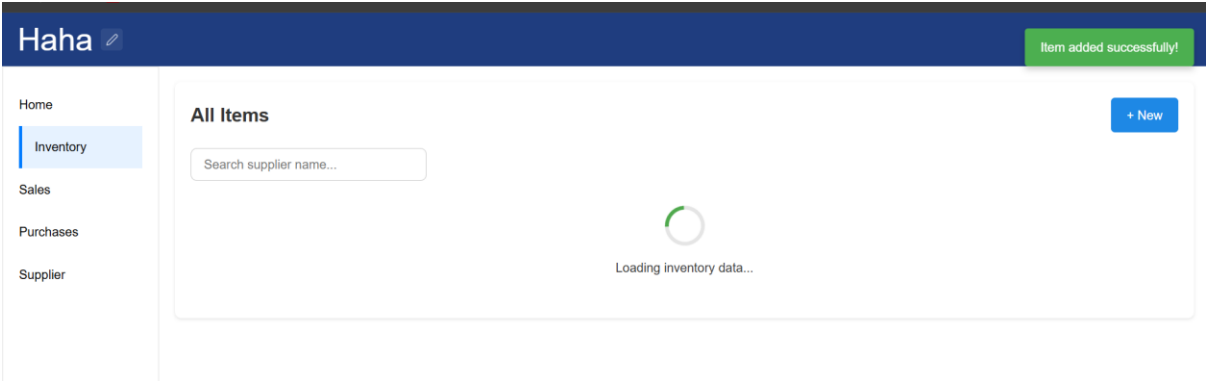 Haha
Item added successfully!
Home
Inventory
Sales
Purchases
Supplier
All Items
+ New
Search supplier name...
Loading inventory data...